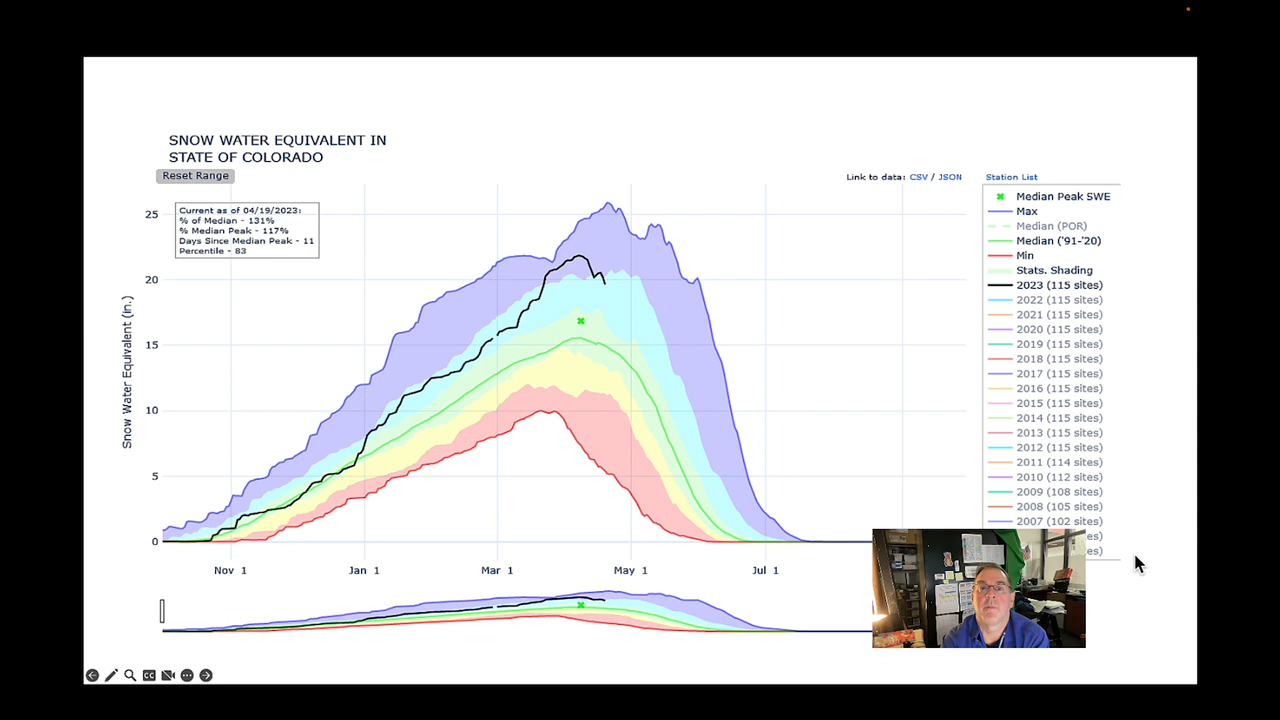 SNOW WATER EQUIVALENT IN
STATE OF COLORADO
Reset Range
Link to data: CSV / JSON
Station List
Current as of 04/19/2023:
% of Median - 131%
% Median Peak - 117%
Days Since Median Peak - 11
Percentile - 83
Snow Water Equivalent (in.)
25
20
15
10
5
0
Nov 1
Jan 1
Mar 1
May 1
Jul 1
Median Peak SWE
Max
Median (POR)
Median ('91-'20)
Min
Stats. Shading
2023 (115 sites)
2022 (115 sites)
2021 (115 sites)
2020 (115 sites)
2019 (115 sites)
2018 (115 sites)
2017 (115 sites)
2016 (115 sites)
2015 (115 sites)
2014 (115 sites)
2013 (115 sites)
2012 (115 sites)
2011 (114 sites)
2010 (112 sites)
2009 (108 sites)
2008 (105 sites)
2007 (102 sites)
es)
es)
CC